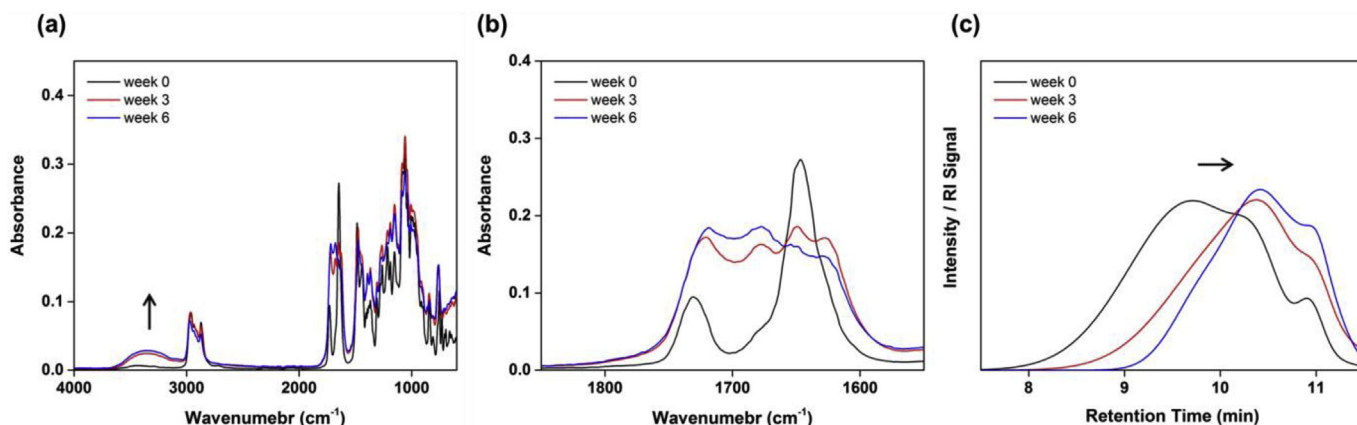 (a)
0.4
0.3
0.2
0.1
0.0
Absorbance
week 0
week 3
week 6
4000 3000 2000 1000
Wavenumebr (cm-1)
(b)
0.4
0.3
0.2
0.1
0.0
Absorbance
week 0
week 3
week 6
1800 1700 1600
Wavenumebr (cm-1)
(c)
Intensity / RI Signal
week 0
week 3
week 6
8 9 10 11
Retention Time (min)